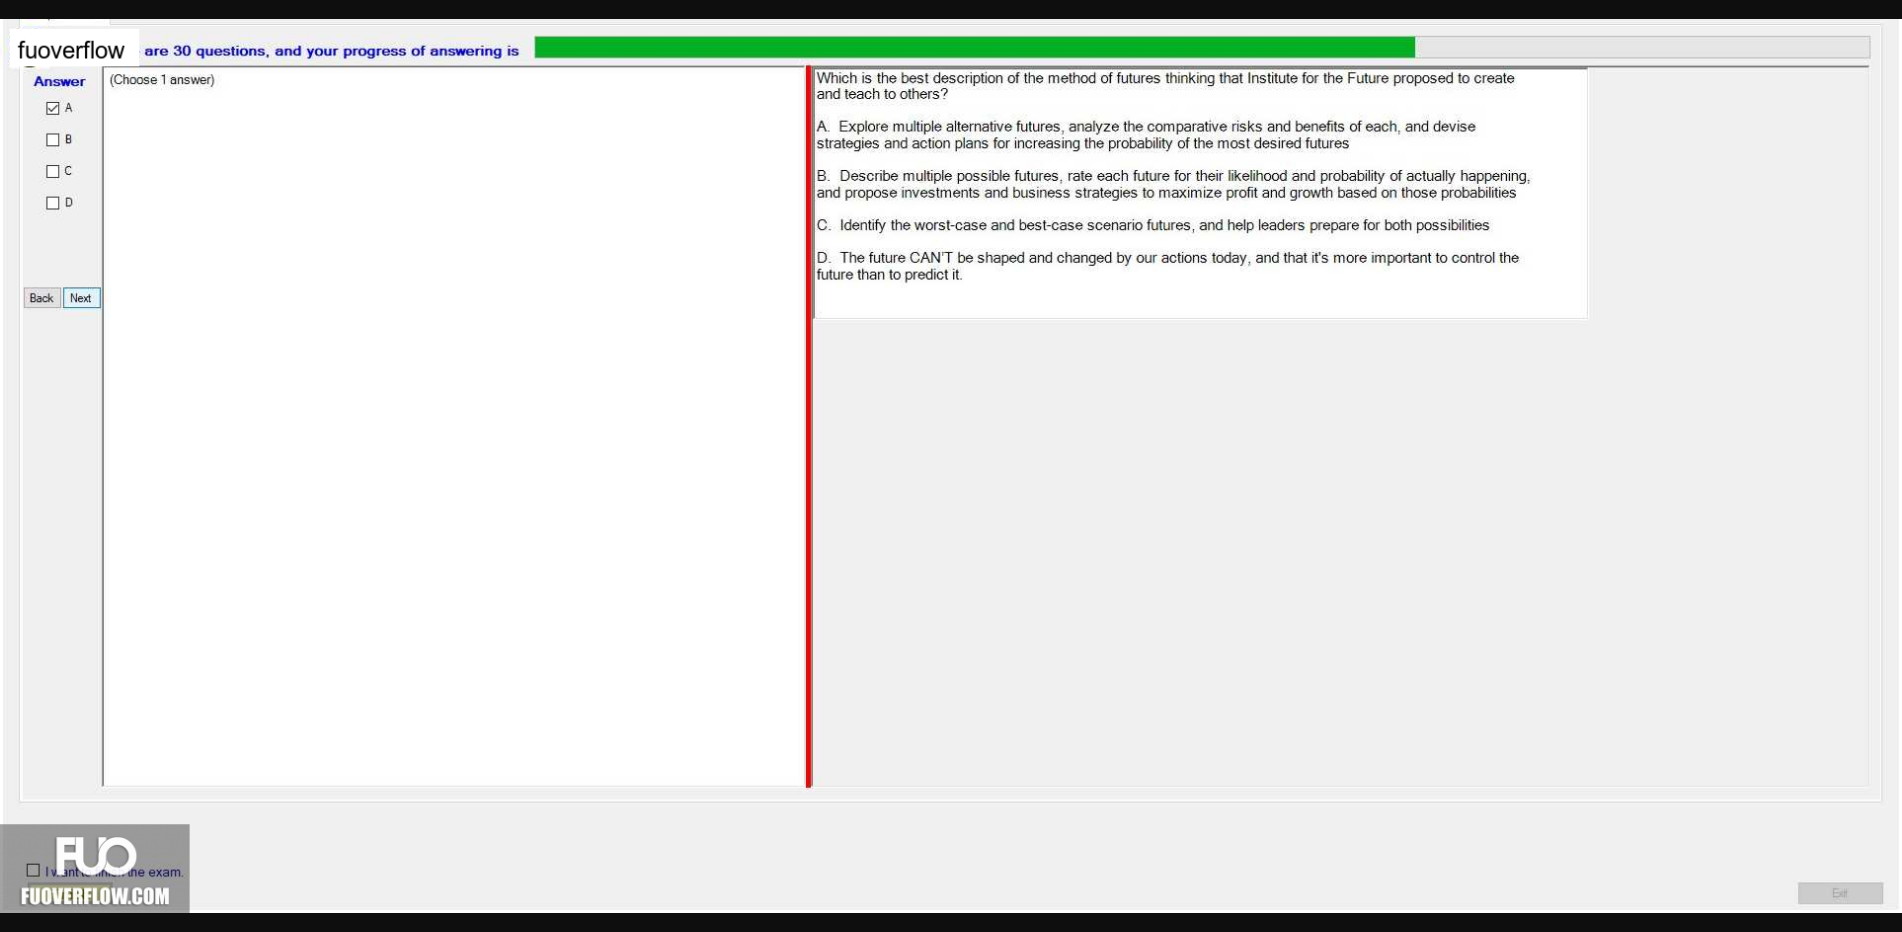 fuoverflow are 30 questions, and your progress of answering is
Answer
(Choose 1 answer)
A
B
C
D
Back Next
Which is the best description of the method of futures thinking that Institute for the Future proposed to create
and teach to others?
A. Explore multiple alternative futures, analyze the comparative risks and benefits of each, and devise
strategies and action plans for increasing the probability of the most desired futures
B. Describe multiple possible futures, rate each future for their likelihood and probability of actually happening,
and propose investments and business strategies to maximize profit and growth based on those probabilities
C. Identify the worst-case and best-case scenario futures, and help leaders prepare for both possibilities
D. The future CAN'T be shaped and changed by our actions today, and that it's more important to control the
future than to predict it.
FUO
I want the exam.
FUOVERFLOW.COM
Exit